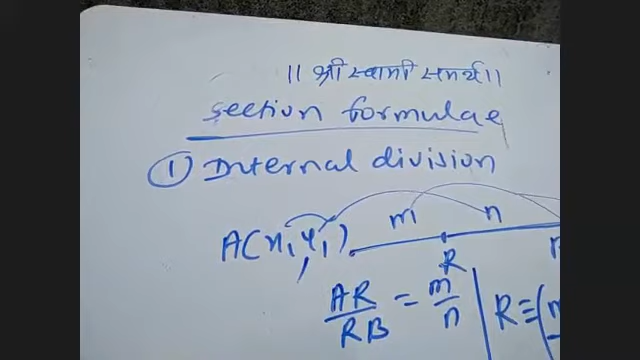 || श्री स्वामी समर्थ ||
section formulae
① Internal division
m n
A(x₁, y₁)
R
AR/RB = m/n | R ≡ (m